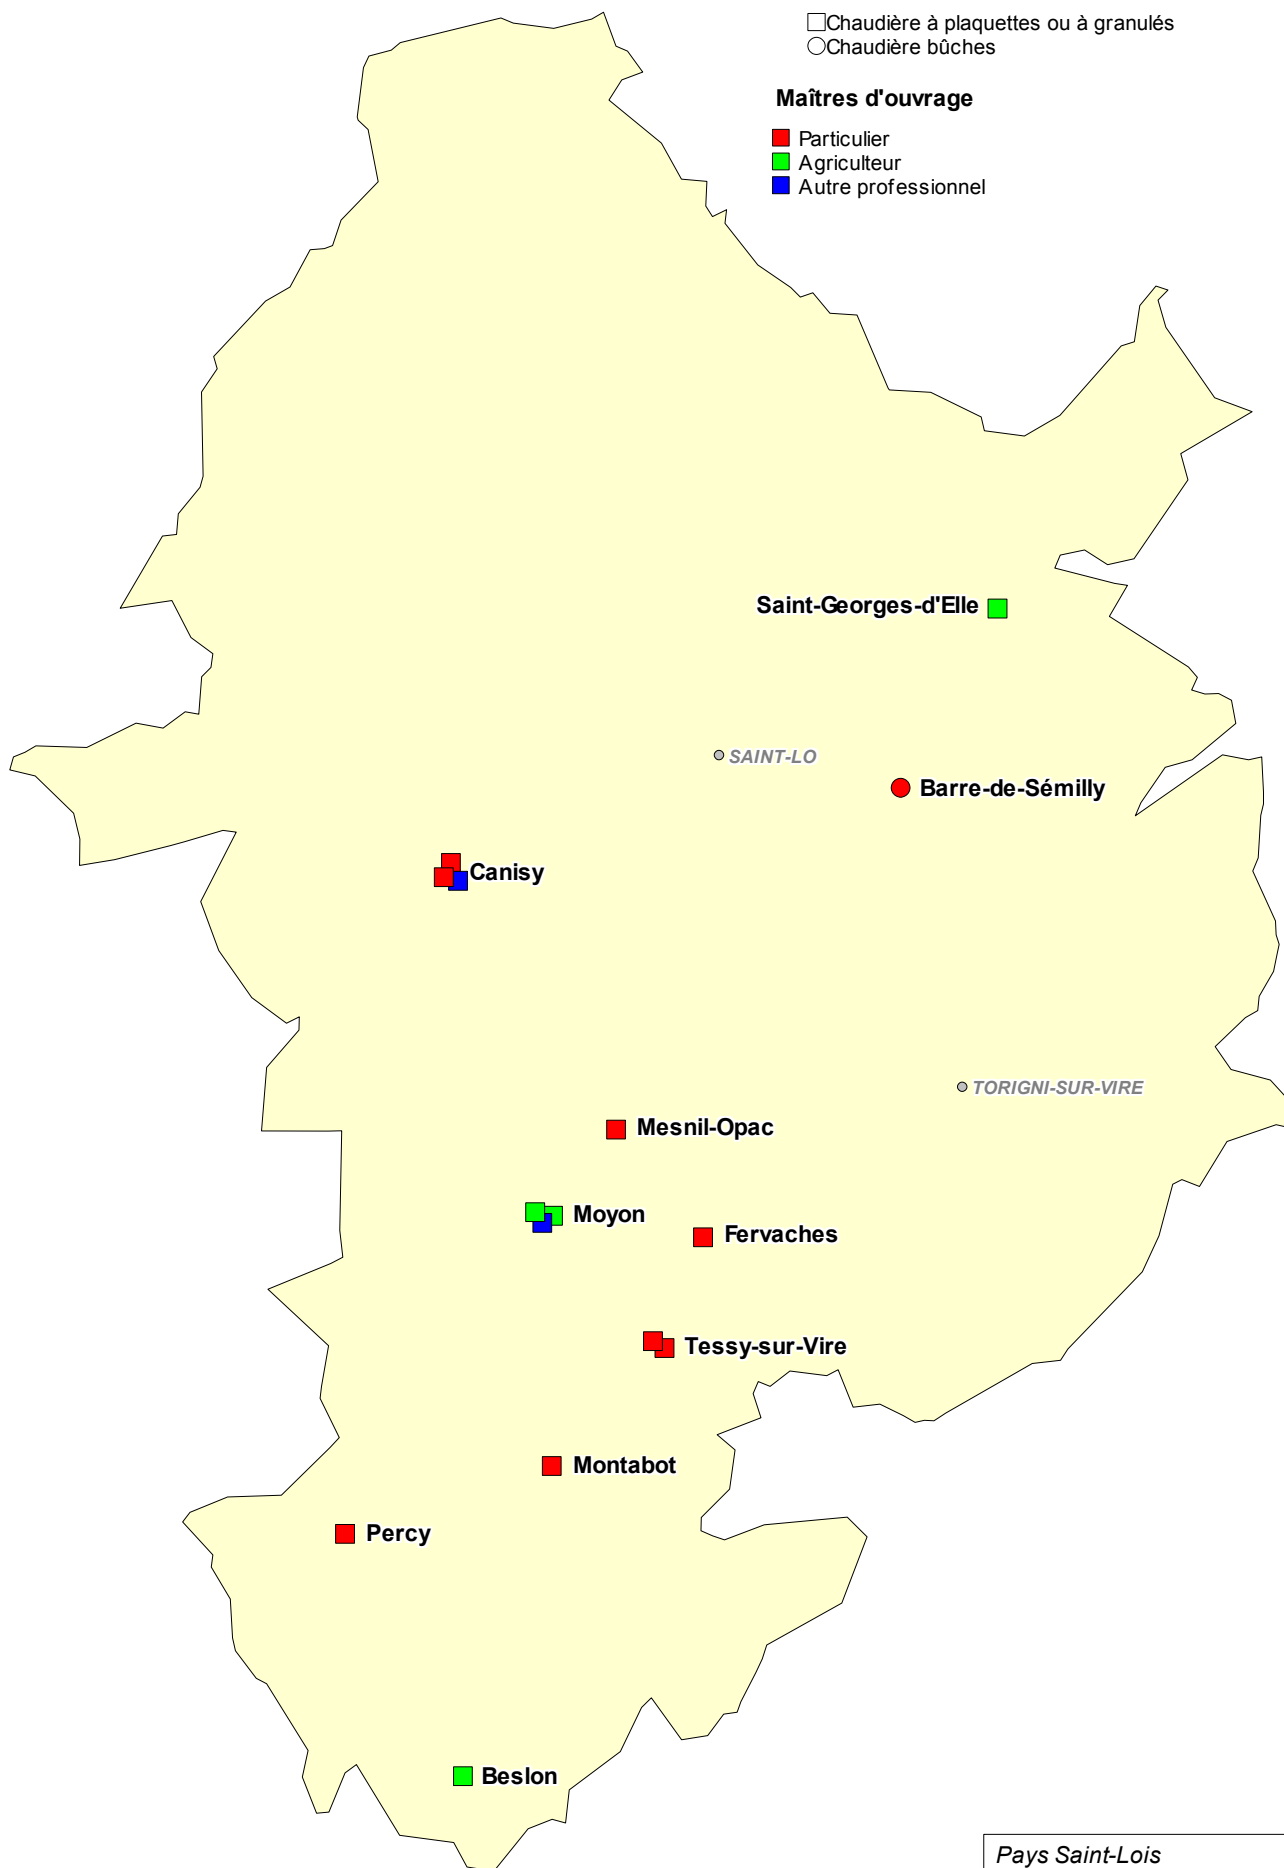 Chaudière à plaquettes ou à granulés
Chaudière bûches
Maîtres d'ouvrage
Particulier
Agriculteur
Autre professionnel
Saint-Georges-d'Elle
SAINT-LO
Barre-de-Sémilly
Canisy
TORIGNI-SUR-VIRE
Mesnil-Opac
Moyon
Fervaches
Tessy-sur-Vire
Montabot
Percy
Beslon
Pays Saint-Lois